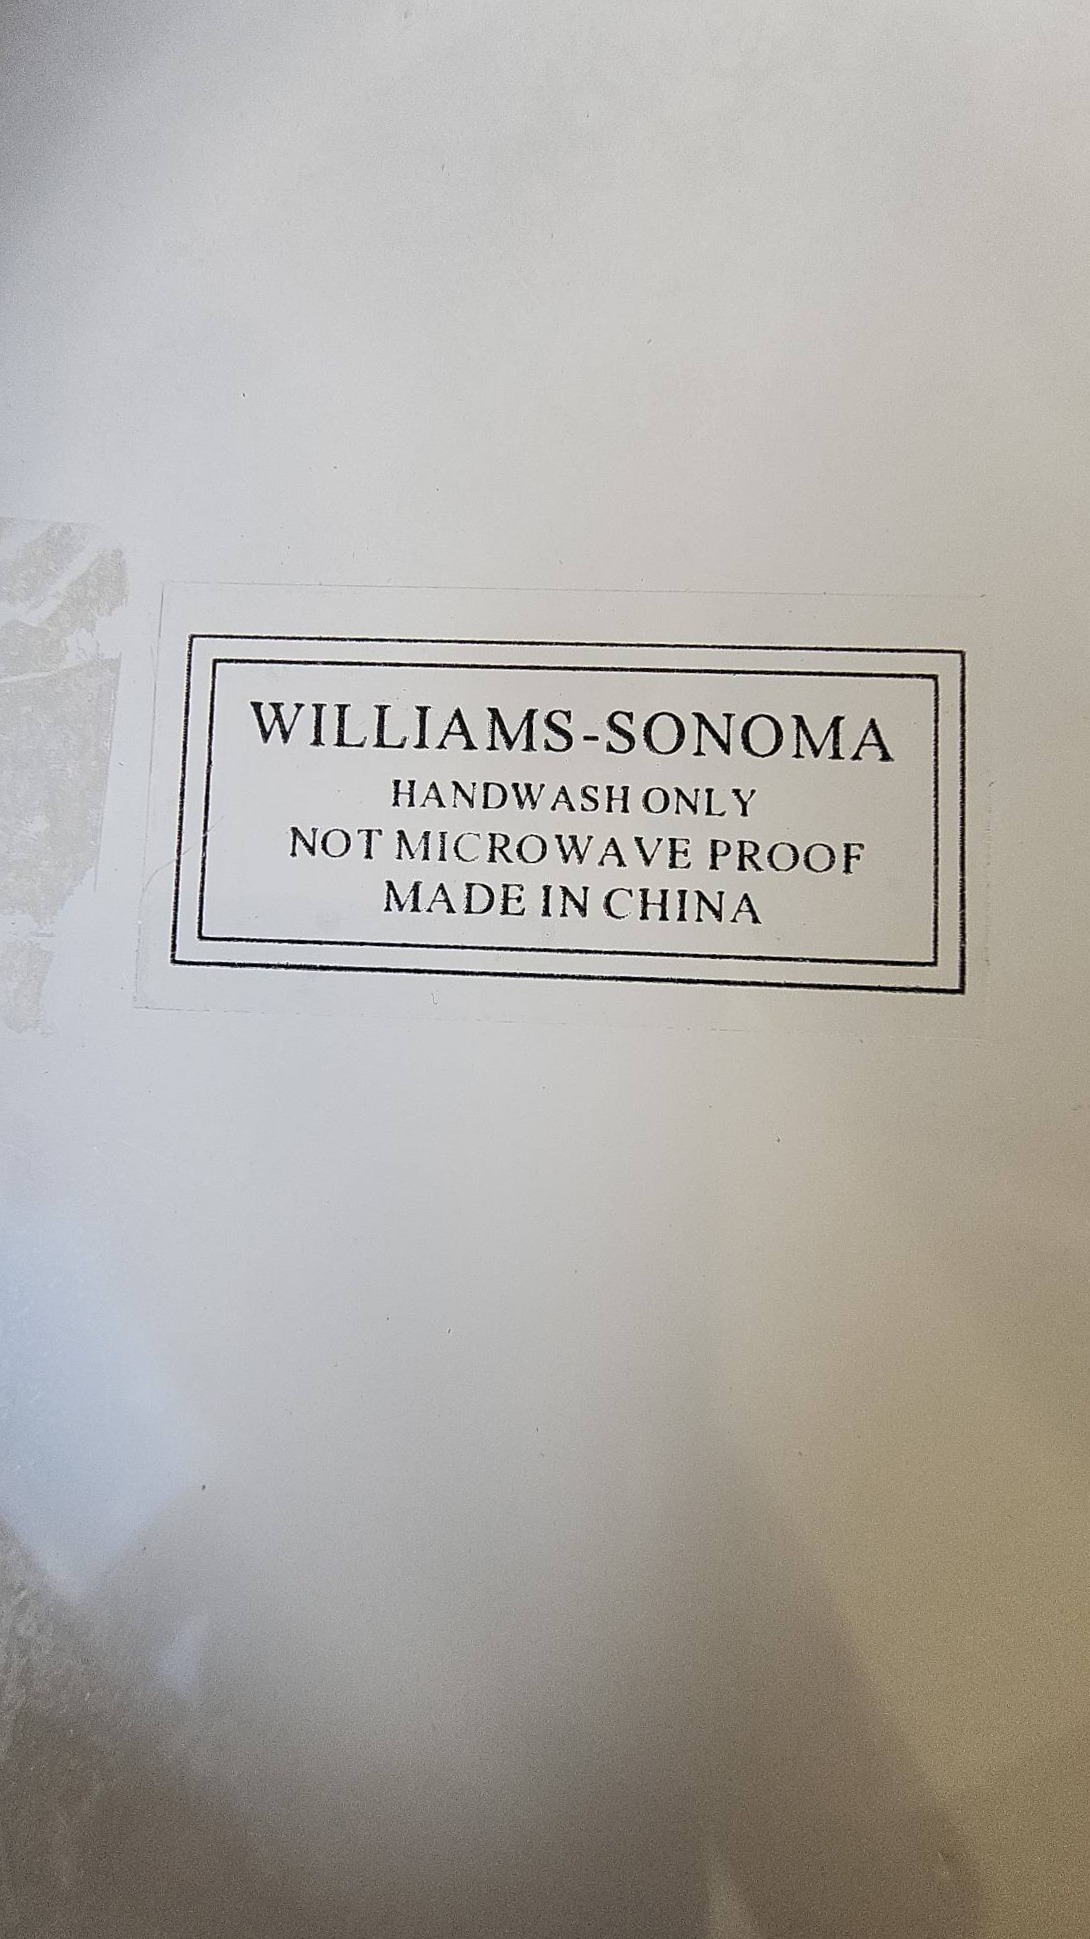 WILLIAMS-SONOMA
HANDWASH ONLY
NOT MICROWAVE PROOF
MADE IN CHINA